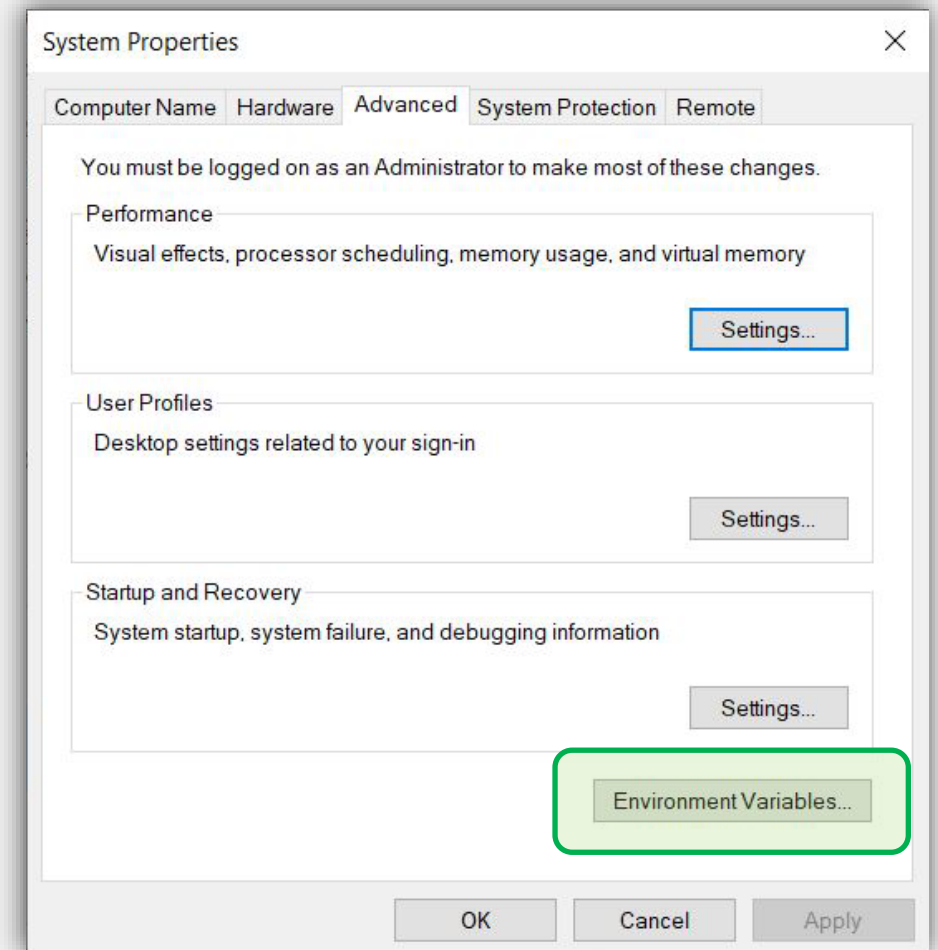 System Properties
Computer Name Hardware Advanced System Protection Remote
You must be logged on as an Administrator to make most of these changes.
Performance
Visual effects, processor scheduling, memory usage, and virtual memory
Settings...
User Profiles
Desktop settings related to your sign-in
Settings...
Startup and Recovery
System startup, system failure, and debugging information
Settings...
Environment Variables...
OK Cancel Apply